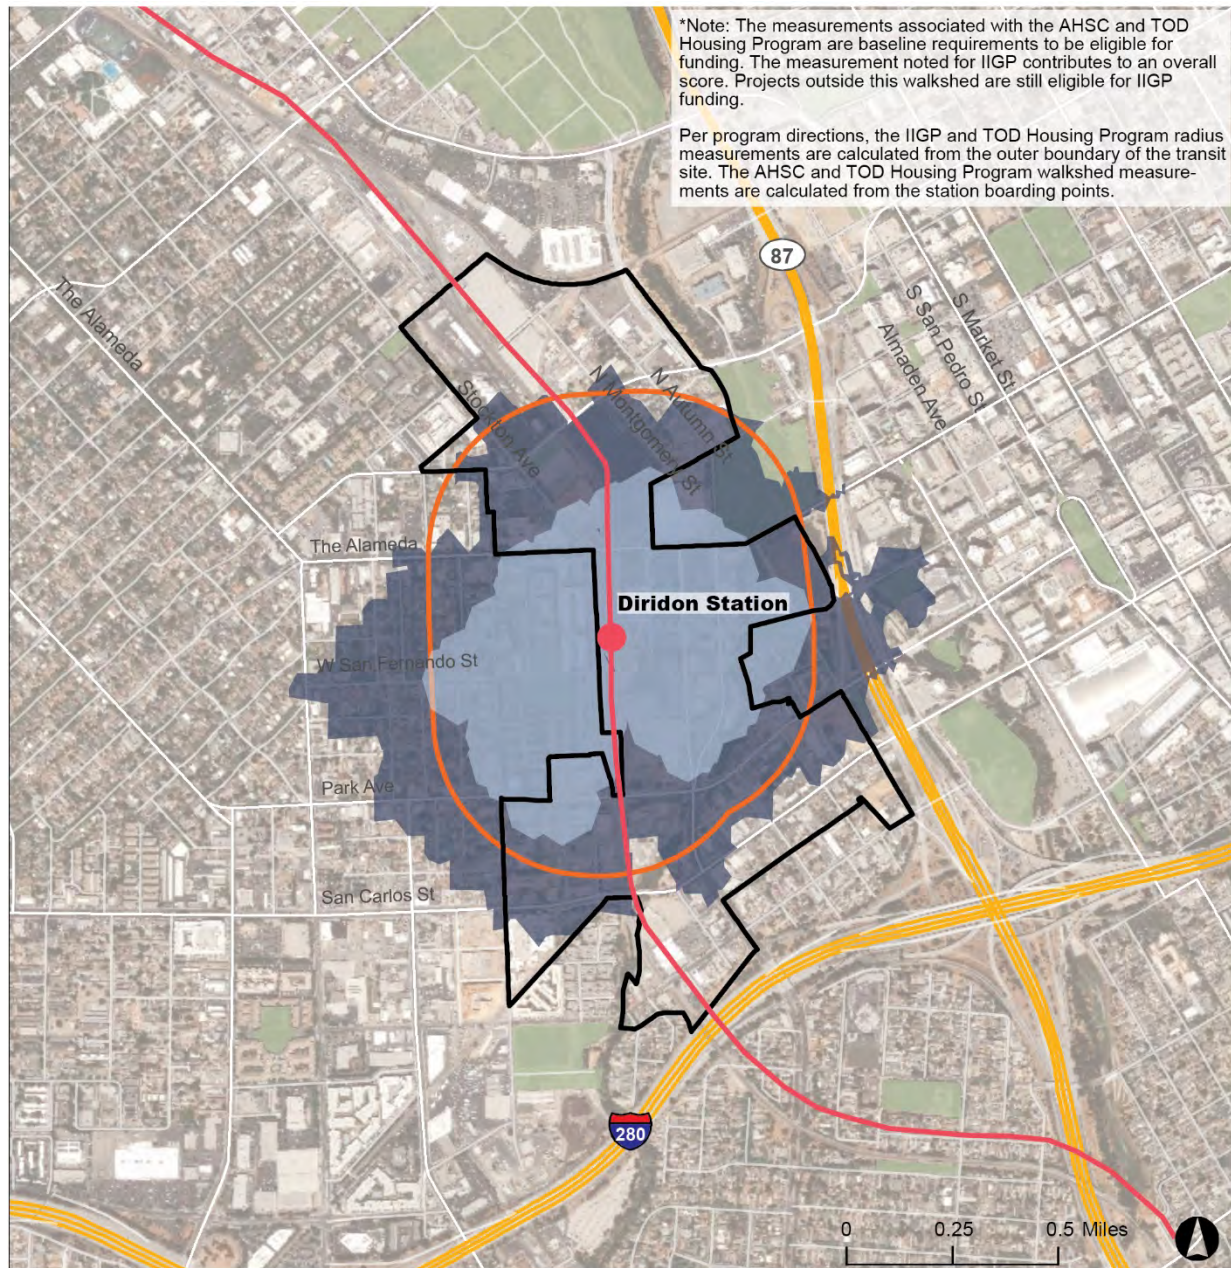 *Note: The measurements associated with the AHSC and TOD
Housing Program are baseline requirements to be eligible for
funding. The measurement noted for IIGP contributes to an overall
score. Projects outside this walkshed are still eligible for IIGP
funding.
Per program directions, the IIGP and TOD Housing Program radius
measurements are calculated from the outer boundary of the transit
site. The AHSC and TOD Housing Program walkshed measure-
ments are calculated from the station boarding points.
87
The Alameda
S Market St
S San Pedro St
Almaden Ave
Stockton Ave
N Montgomery St
N Autumn St
The Alameda
Diridon Station
W San Fernando St
Park Ave
San Carlos St
280
0 0.25 0.5 Miles